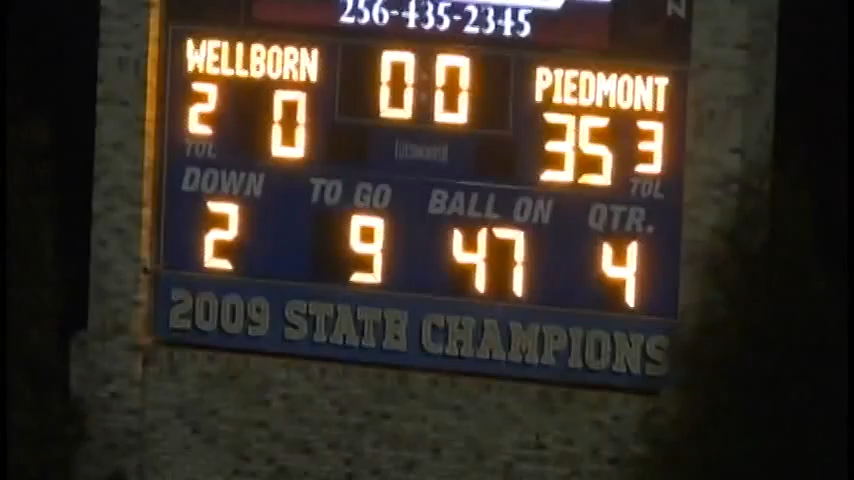 256-435-2345
WELLBORN 00 PIEDMONT
2 0 35 3
TOL TOL
DOWN TO GO BALL ON QTR.
2 9 47 4
2009 STATE CHAMPIONS